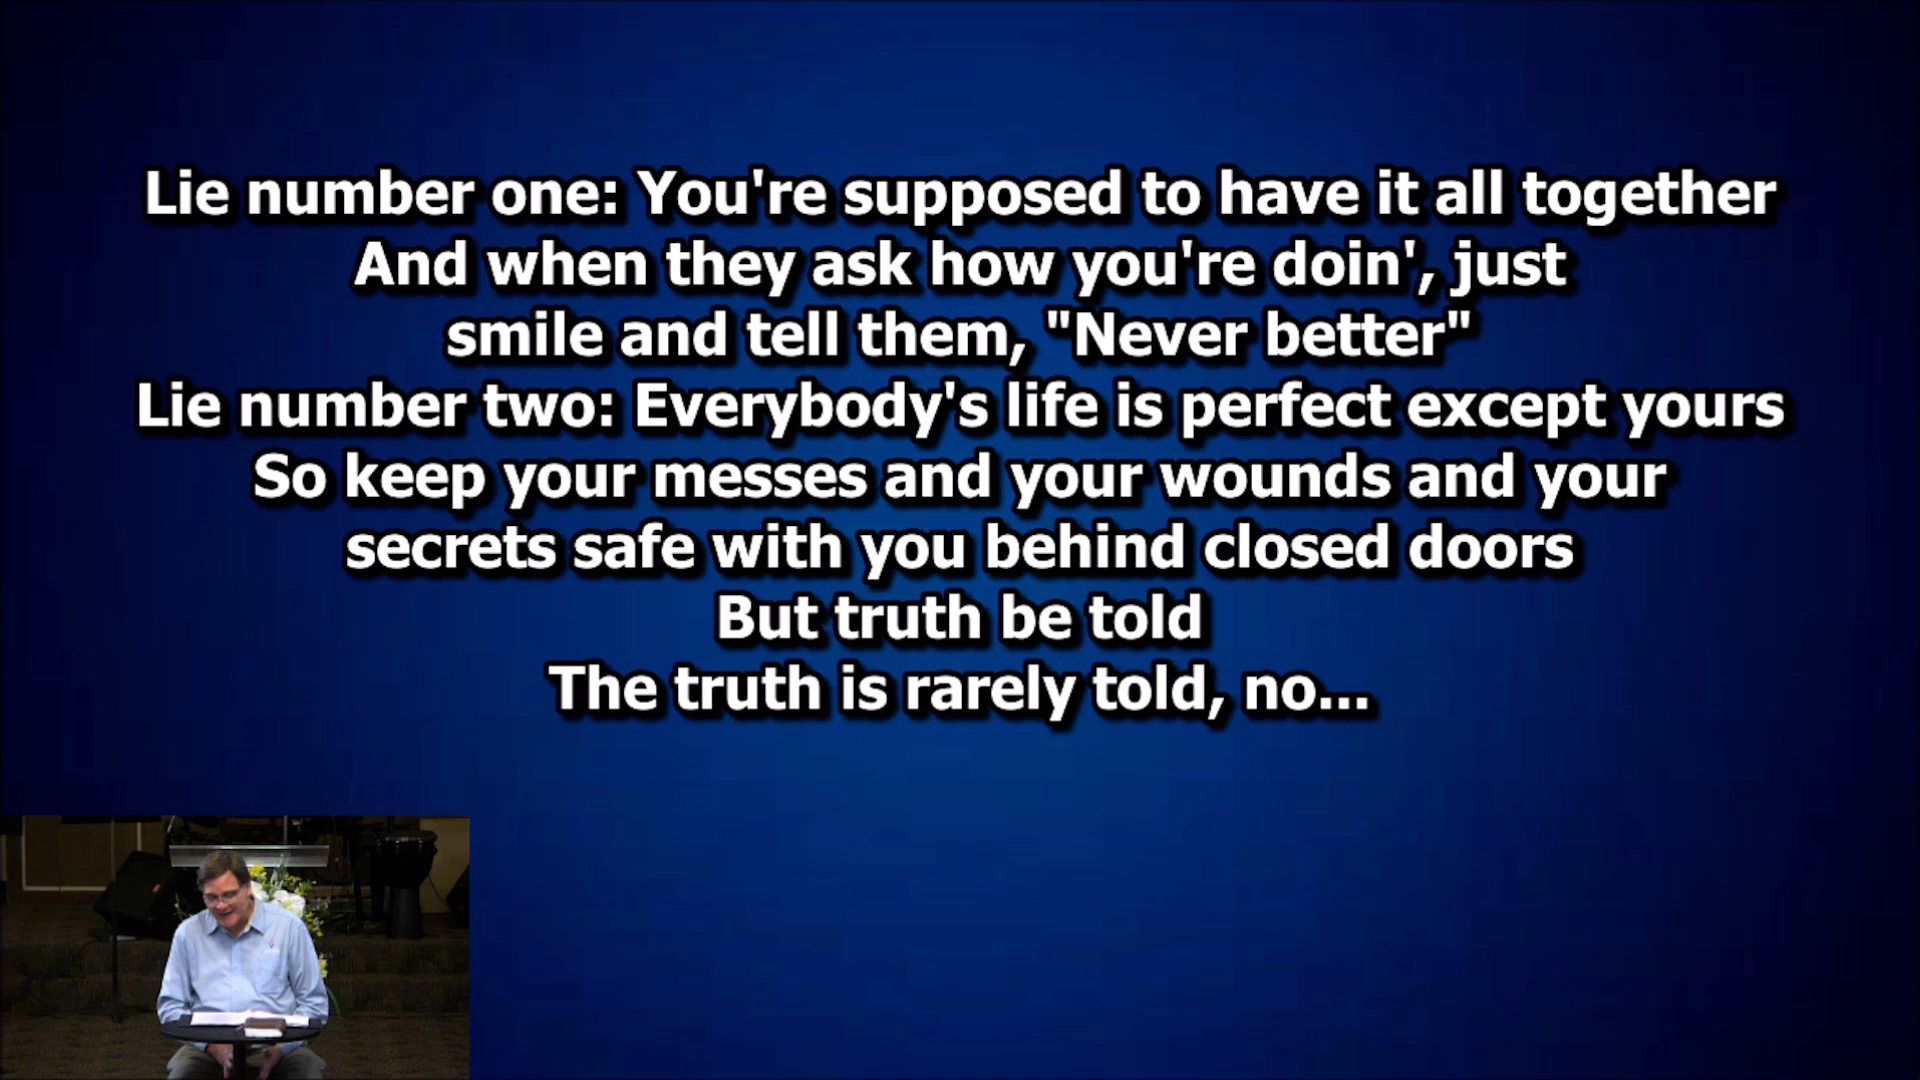 Lie number one: You're supposed to have it all together
And when they ask how you're doin', just
smile and tell them, "Never better"
Lie number two: Everybody's life is perfect except yours
So keep your messes and your wounds and your
secrets safe with you behind closed doors
But truth be told
The truth is rarely told, no...